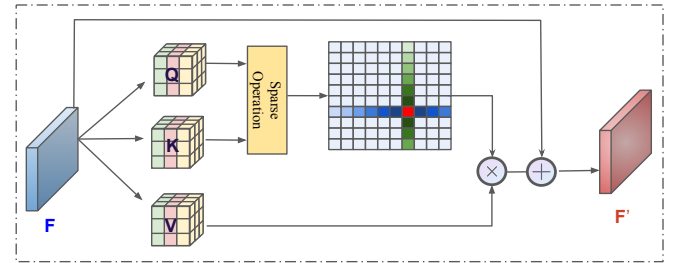 Q
Sparse
Operation
K
V
F
×
+
F'